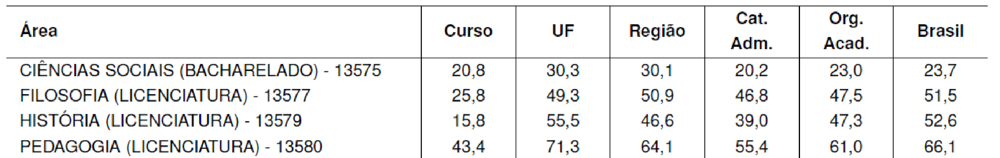 Área Curso UF Região Cat. Adm. Org. Acad. Brasil
CIÊNCIAS SOCIAIS (BACHARELADO) - 13575 20,8 30,3 30,1 20,2 23,0 23,7
FILOSOFIA (LICENCIATURA) - 13577 25,8 49,3 50,9 46,8 47,5 51,5
HISTÓRIA (LICENCIATURA) - 13579 15,8 55,5 46,6 39,0 47,3 52,6
PEDAGOGIA (LICENCIATURA) - 13580 43,4 71,3 64,1 55,4 61,0 66,1